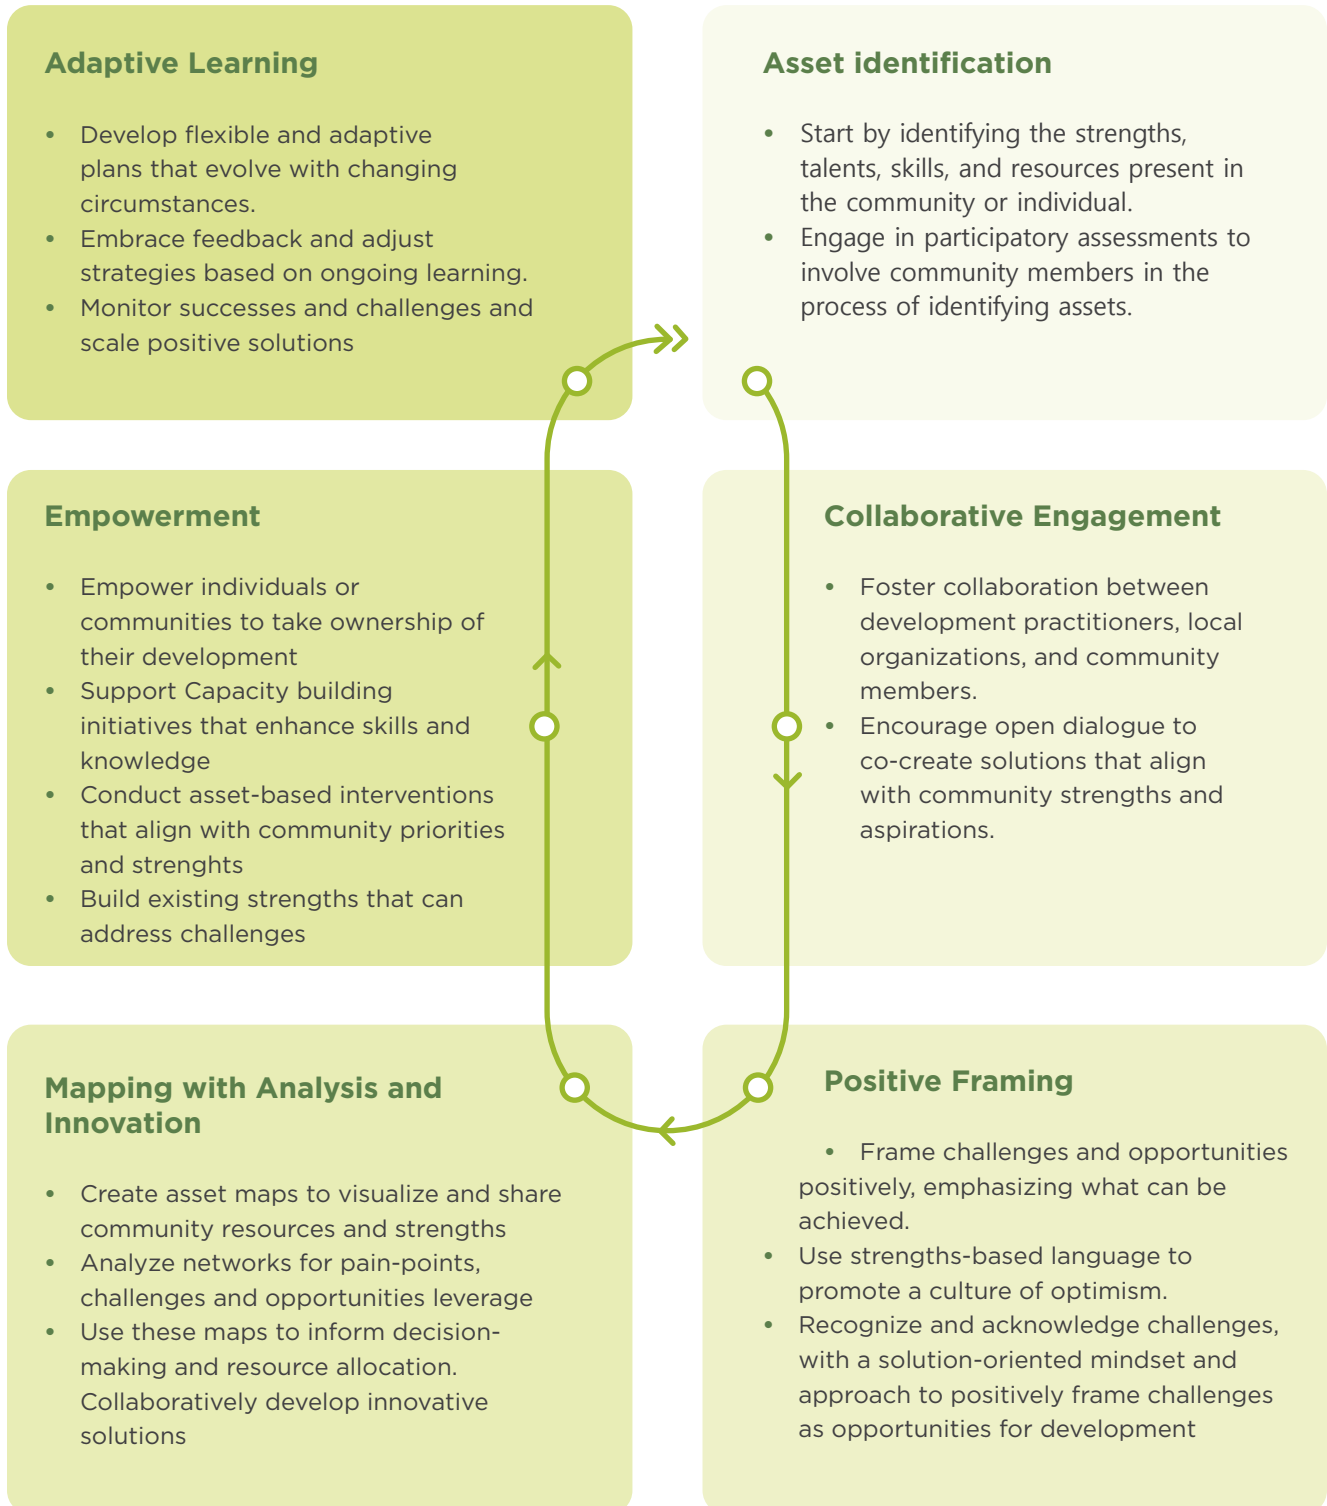 Adaptive Learning
• Develop flexible and adaptive
plans that evolve with changing
circumstances.
• Embrace feedback and adjust
strategies based on ongoing learning.
• Monitor successes and challenges and
scale positive solutions
Asset identification
• Start by identifying the strengths,
talents, skills, and resources present in
the community or individual.
• Engage in participatory assessments to
involve community members in the
process of identifying assets.
Empowerment
• Empower individuals or
communities to take ownership of
their development
• Support Capacity building
initiatives that enhance skills and
knowledge
• Conduct asset-based interventions
that align with community priorities
and strenghts
• Build existing strengths that can
address challenges
Collaborative Engagement
• Foster collaboration between
development practitioners, local
organizations, and community
members.
• Encourage open dialogue to
co-create solutions that align
with community strengths and
aspirations.
Mapping with Analysis and
Innovation
• Create asset maps to visualize and share
community resources and strengths
• Analyze networks for pain-points,
challenges and opportunities leverage
• Use these maps to inform decision-
making and resource allocation.
Collaboratively develop innovative
solutions
Positive Framing
• Frame challenges and opportunities
positively, emphasizing what can be
achieved.
• Use strengths-based language to
promote a culture of optimism.
• Recognize and acknowledge challenges,
with a solution-oriented mindset and
approach to positively frame challenges
as opportunities for development